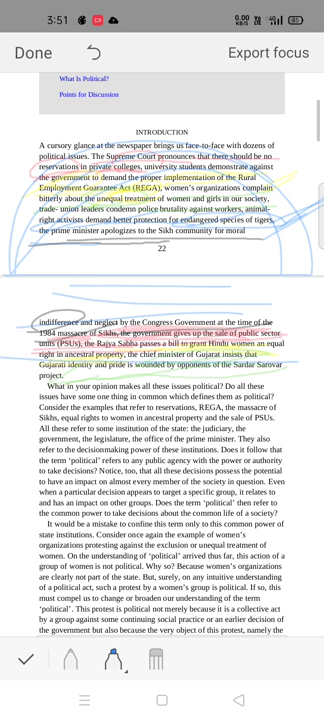 3:51
0.00
KB/S
4G
45
Done
Export focus
What Is Political?
Points for Discussion
INTRODUCTION
A cursory glance at the newspaper brings us face-to-face with dozens of
political issues. The Supreme Court pronounces that there should be no
reservations in private colleges, university students demonstrate against
the government to demand the proper implementation of the Rural
Employment Guarantee Act (REGA), women's organizations complain
bitterly about the unequal treatment of women and girls in our society,
trade- union leaders condemn police brutality against workers, animal-
right activists demand better protection for endangered species of tigers,
the prime minister apologizes to the Sikh community for moral
22
indifference and neglect by the Congress Government at the time of the
1984 massacre of Sikhs, the government gives up the sale of public sector
units (PSUs), the Rajya Sabha passes a bill to grant Hindu women an equal
right in ancestral property, the chief minister of Gujarat insists that
Gujarati identity and pride is wounded by opponents of the Sardar Sarovar
project.
What in your opinion makes all these issues political? Do all these
issues have some one thing in common which defines them as political?
Consider the examples that refer to reservations, REGA, the massacre of
Sikhs, equal rights to women in ancestral property and the sale of PSUs.
All these refer to some institution of the state: the judiciary, the
government, the legislature, the office of the prime minister. They also
refer to the decisionmaking power of these institutions. Does it follow that
the term 'political' refers to any public agency with the power or authority
to take decisions? Notice, too, that all these decisions possess the potential
to have an impact on almost every member of the society in question. Even
when a particular decision appears to target a specific group, it relates to
and has an impact on other groups. Does the term 'political' then refer to
the common power to take decisions about the common life of a society?
It would be a mistake to confine this term only to this common power of
state institutions. Consider once again the example of women's
organizations protesting against the exclusion or unequal treatment of
women. On the understanding of 'political' arrived thus far, this action of a
group of women is not political. Why so? Because women's organizations
are clearly not part of the state. But, surely, on any intuitive understanding
of a political act, such a protest by a women's group is political. If so, this
must compel us to change or broaden our understanding of the term
'political'. This protest is political not merely because it is a collective act
by a group against some continuing social practice or an earlier decision of
the government but also because the very object of this protest, namely the